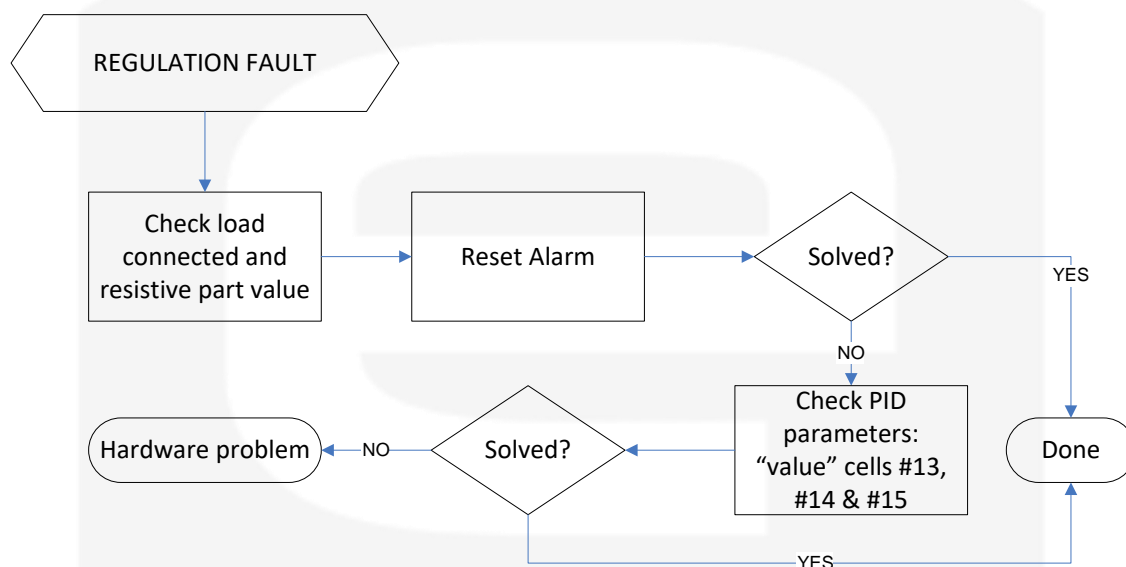 REGULATION FAULT
Check load
connected and
resistive part value
Reset Alarm
Solved?
YES
NO
Check PID
parameters:
“value” cells #13,
#14 & #15
Solved?
NO
Hardware problem
Done
YES